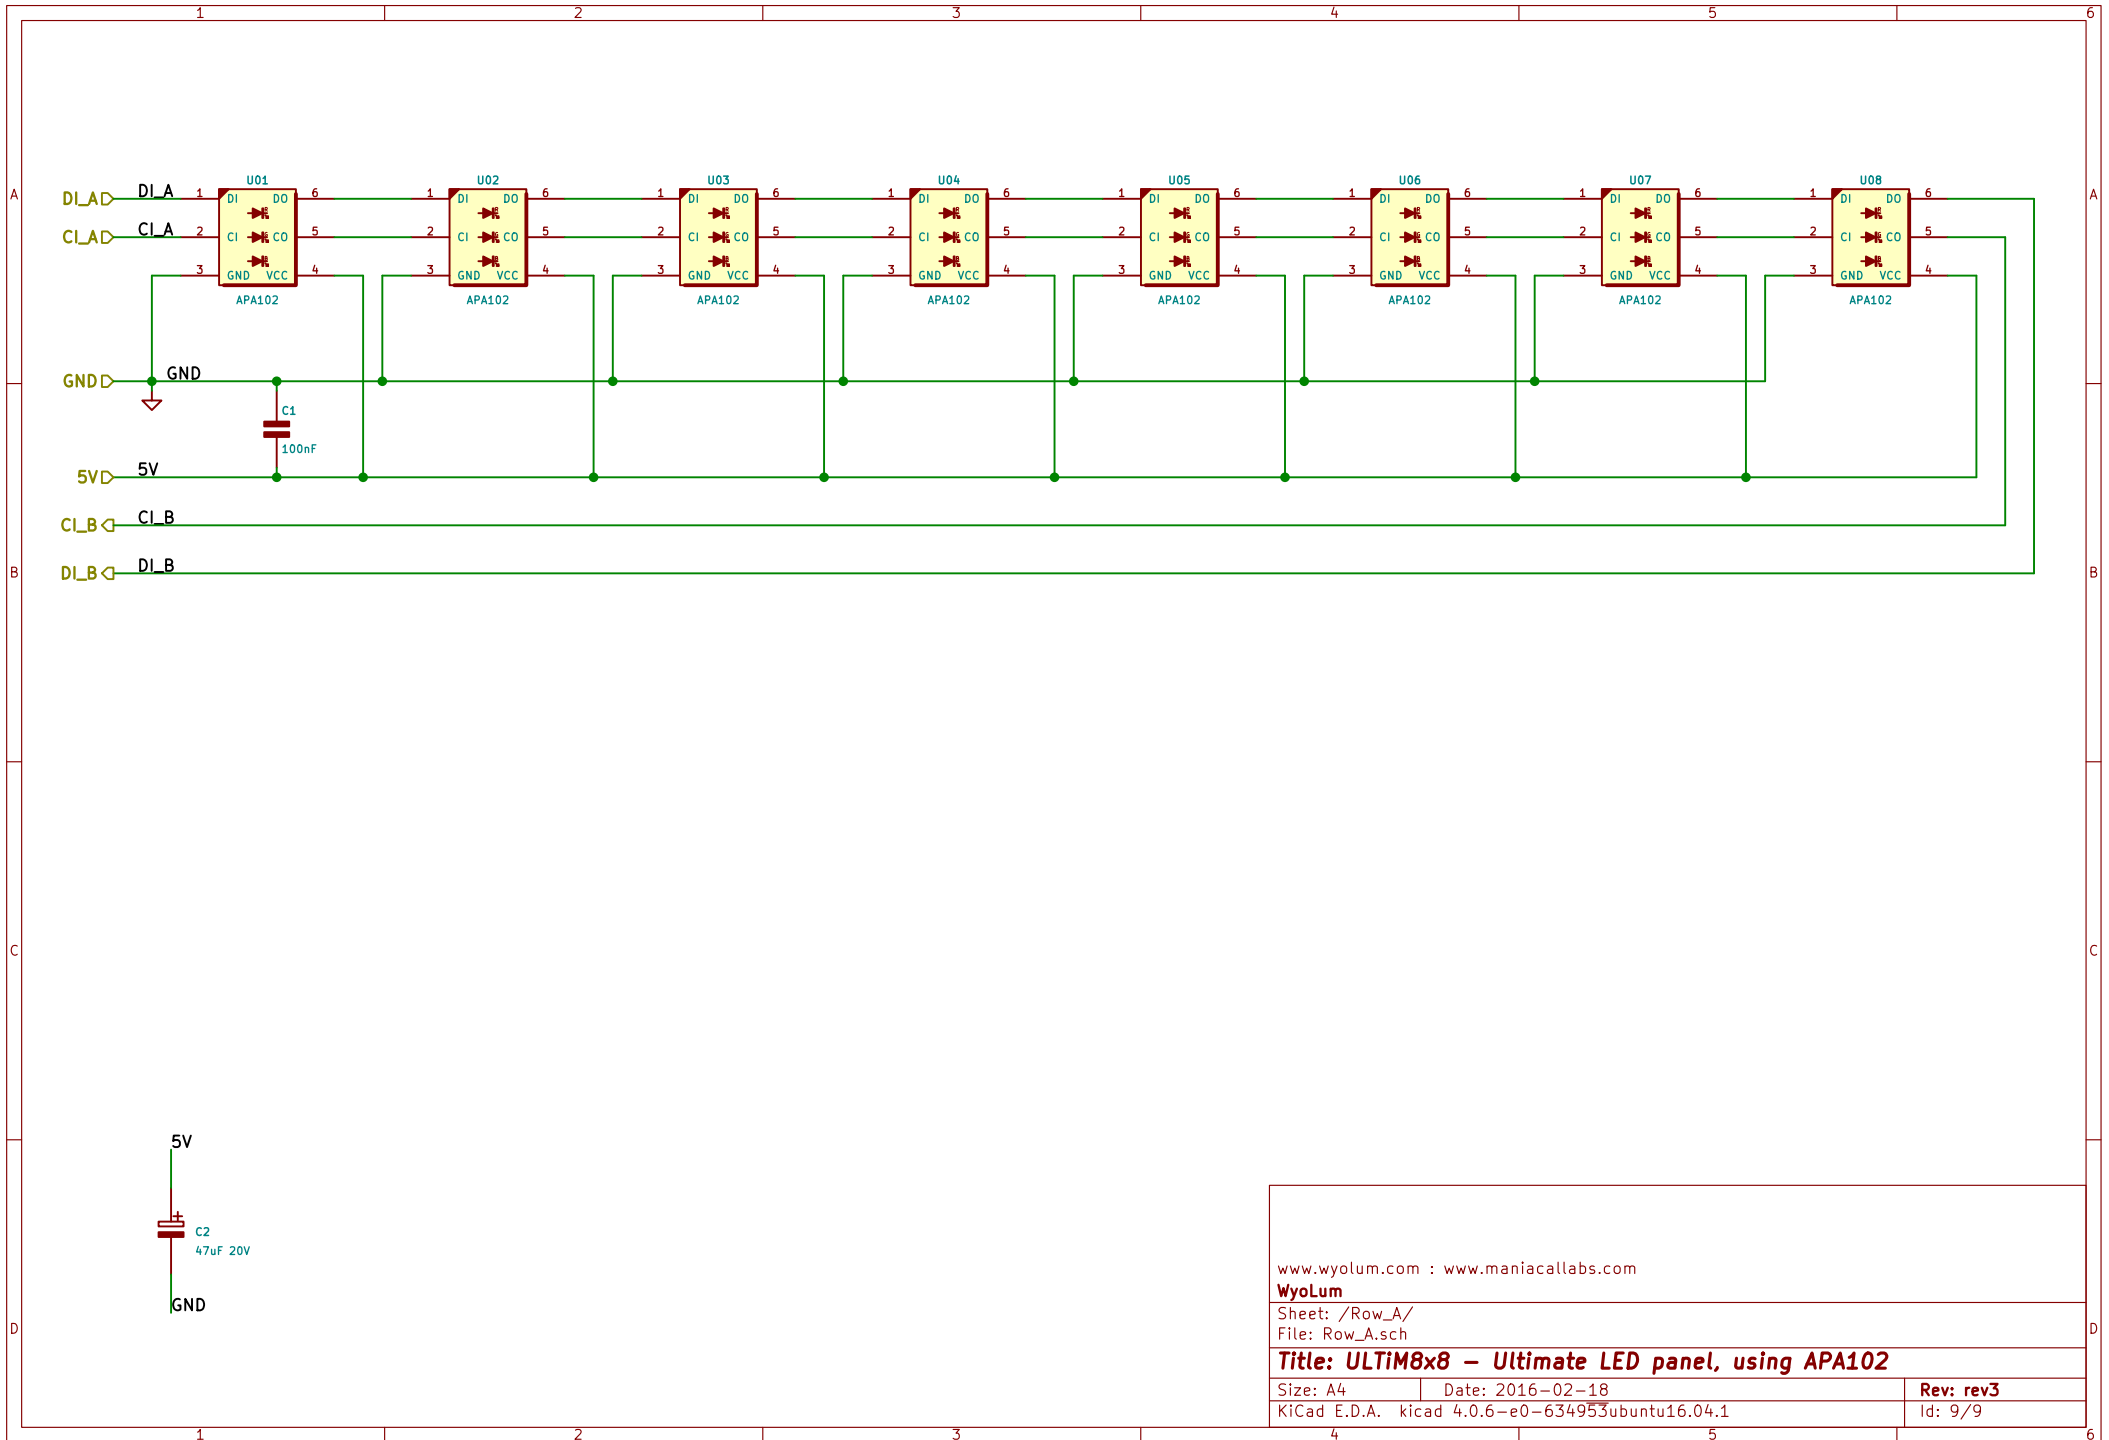 1 2 3 4 5 6
A A
U01 U02 U03 U04 U05 U06 U07 U08
DI_A DI_A 1 DI DO 6 1 DI DO 6 1 DI DO 6 1 DI DO 6 1 DI DO 6 1 DI DO 6 1 DI DO 6 1 DI DO 6
CI_A CI_A 2 CI CO 5 2 CI CO 5 2 CI CO 5 2 CI CO 5 2 CI CO 5 2 CI CO 5 2 CI CO 5 2 CI CO 5
3 GND VCC 4 3 GND VCC 4 3 GND VCC 4 3 GND VCC 4 3 GND VCC 4 3 GND VCC 4 3 GND VCC 4 3 GND VCC 4
APA102 APA102 APA102 APA102 APA102 APA102 APA102 APA102
GND GND
C1
100nF
5V 5V
CI_B CI_B
DI_B DI_B
B B
C C
5V
+
C2
47uF 20V
GND
D D
www.wyolum.com : www.maniacallabs.com
WyoLum
Sheet: /Row_A/
File: Row_A.sch
Title: ULTiM8x8 – Ultimate LED panel, using APA102
Size: A4 Date: 2016-02-18 Rev: rev3
KiCad E.D.A. kicad 4.0.6-e0-634953ubuntu16.04.1 Id: 9/9
1 2 3 4 5 6